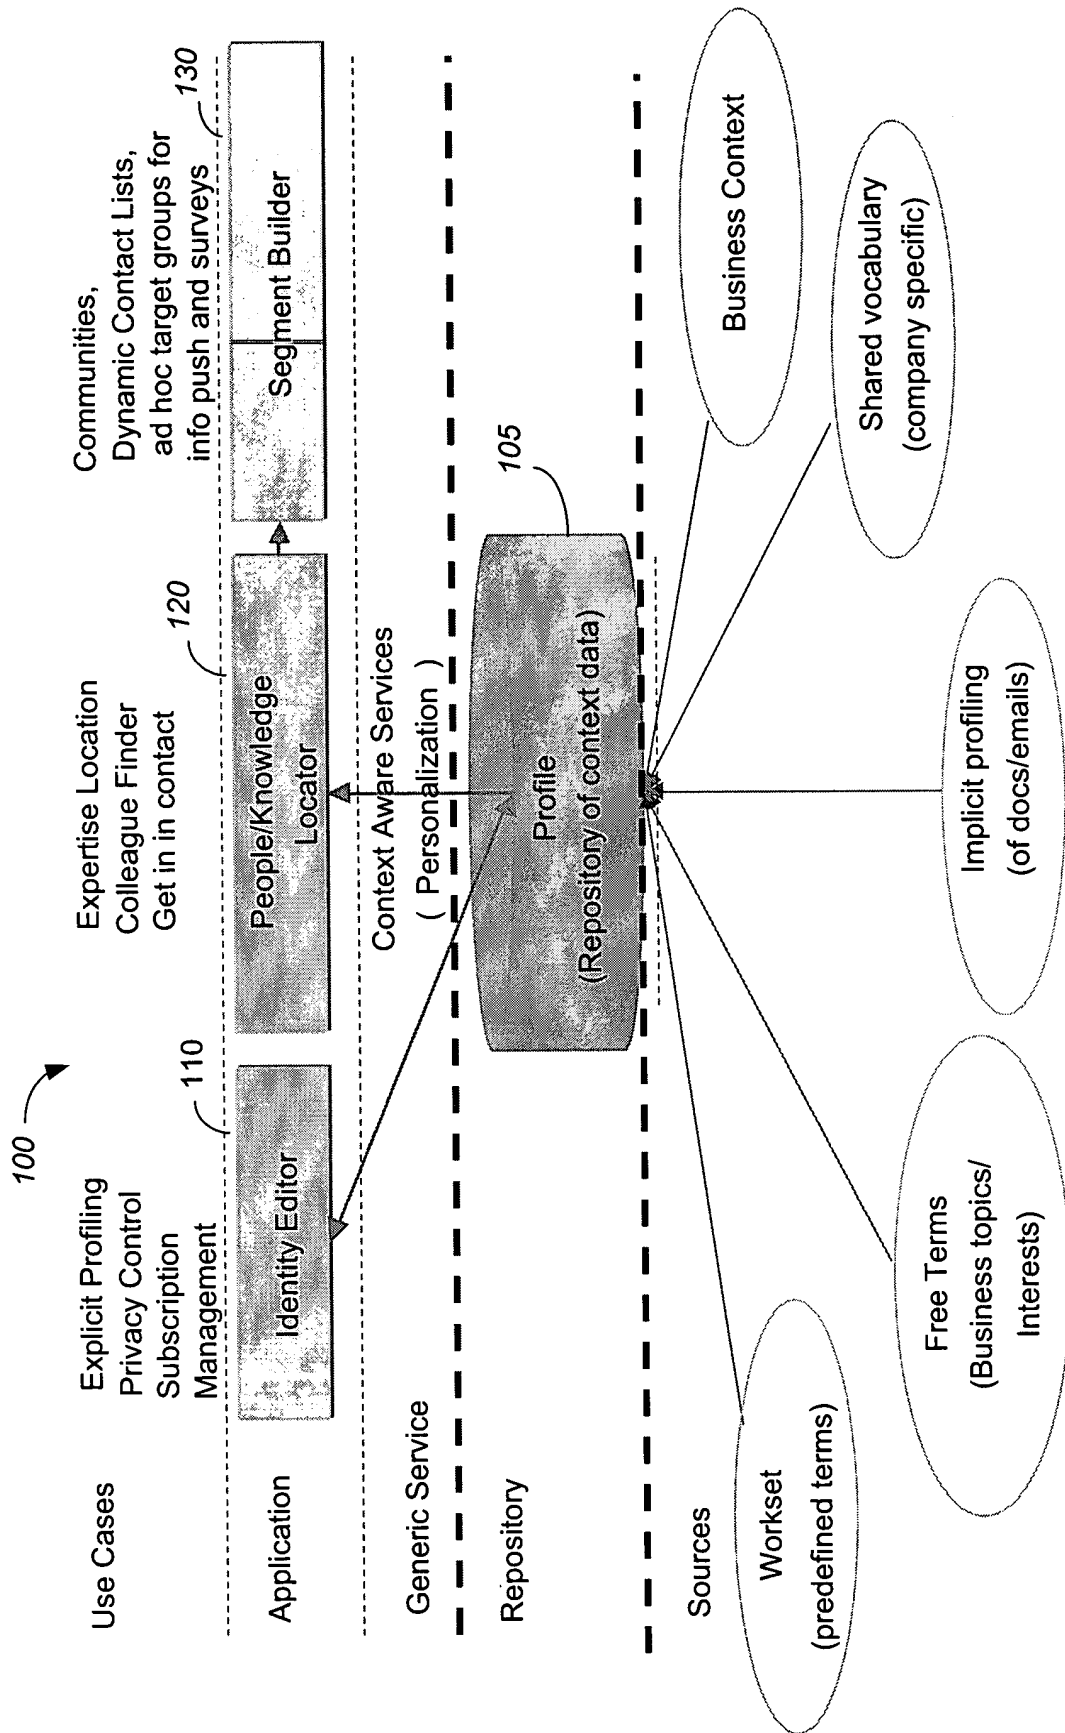 100
Use Cases
Explicit Profiling
Privacy Control
Subscription
Management
Expertise Location
Colleague Finder
Get in in contact
Communities,
Dynamic Contact Lists,
ad hoc target groups for
info push and surveys
110
120
130
Application
Identity Editor
People/Knowledge
Locator
Segment Builder
Generic Service
Context Aware Services
( Personalization )
Repository
105
Profile
(Repository of context data)
Sources
Workset
(predefined terms)
Free Terms
(Business topics/
Interests)
Implicit profiling
(of docs/emails)
Shared vocabulary
(company specific)
Business Context